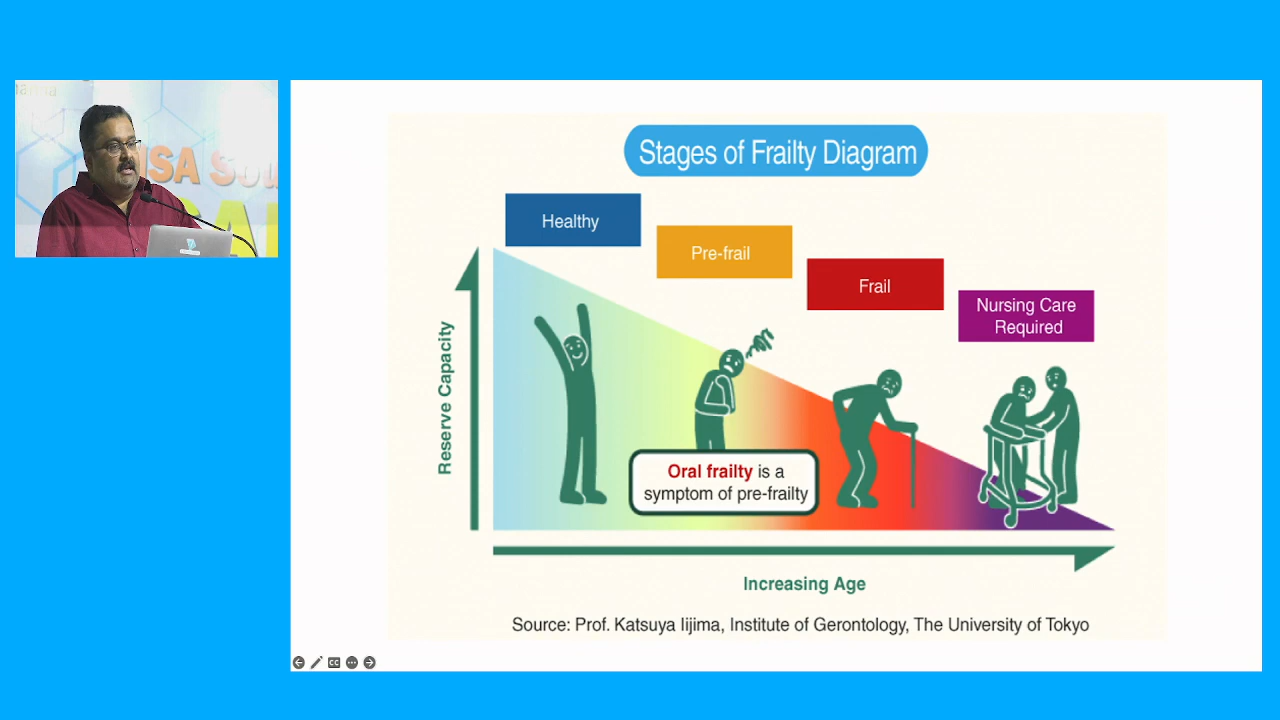 Stages of Frailty Diagram
Healthy
Pre-frail
Frail
Nursing Care
Required
Reserve Capacity
Oral frailty is a
symptom of pre-frailty
Increasing Age
Source: Prof. Katsuya Iijima, Institute of Gerontology, The University of Tokyo
CC